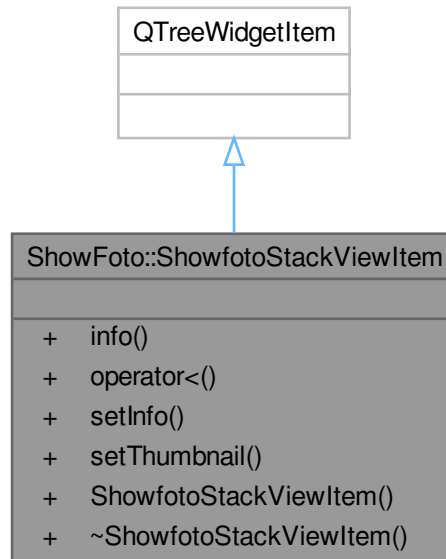 QTreeWidgetItem
ShowFoto::ShowfotoStackViewItem
+ info()
+ operator<()
+ setInfo()
+ setThumbnail()
+ ShowfotoStackViewItem()
+ ~ShowfotoStackViewItem()